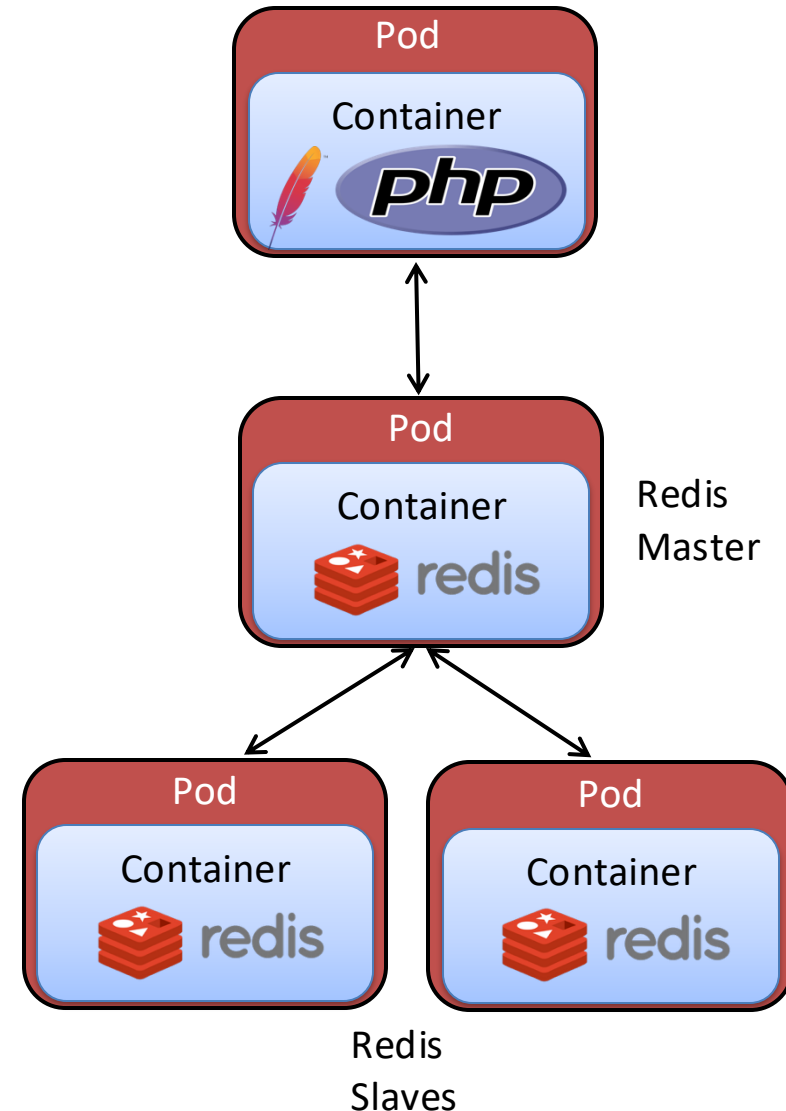 Pod
Container
php
Pod
Container
redis
Redis
Master
Pod
Container
redis
Pod
Container
redis
Redis
Slaves